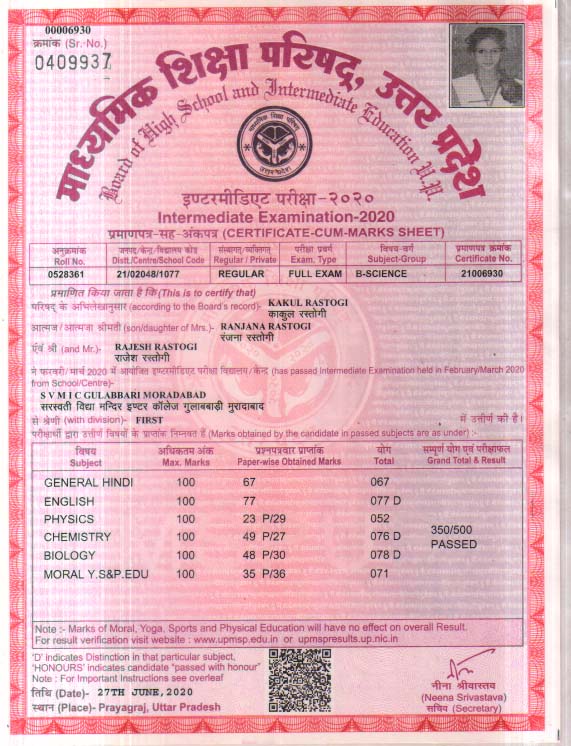 00006930
क्रमांक (Sr. No.)
0409937
माध्यमिक शिक्षा परिषद्, उत्तर प्रदेश
Board of High School and Intermediate Education U.P.
इण्टरमीडिएट परीक्षा-२०२०
Intermediate Examination-2020
प्रमाणपत्र-सह-अंकपत्र (CERTIFICATE-CUM-MARKS SHEET)
अनुक्रमांक जनपद/केन्द्र/विद्यालय कोड संस्थागत/व्यक्तिगत परीक्षा प्रवर्ग विषय-वर्ग प्रमाणपत्र क्रमांक
Roll No. Distt./Centre/School Code Regular / Private Exam. Type Subject-Group Certificate No.
0528361 21/02048/1077 REGULAR FULL EXAM B-SCIENCE 21006930
प्रमाणित किया जाता है कि (This is to certify that)
परिषद् के अभिलेखानुसार (according to the Board's record)- KAKUL RASTOGI
काकुल रस्तोगी
आत्मज/आत्मजा श्रीमती (son/daughter of Mrs.)- RANJANA RASTOGI
रंजना रस्तोगी
एवं श्री (and Mr.)- RAJESH RASTOGI
राजेश रस्तोगी
ने फरवरी/मार्च 2020 में आयोजित इण्टरमीडिएट परीक्षा विद्यालय/केन्द्र (has passed Intermediate Examination held in February/March 2020
from School/Centre)-
S V M I C GULABBARI MORADABAD
सरस्वती विद्या मन्दिर इण्टर कॉलेज गुलाबबाड़ी मुरादाबाद
से श्रेणी (with division)- FIRST में उत्तीर्ण की है।
परीक्षार्थी द्वारा उत्तीर्ण विषयों के प्राप्तांक निम्नवत हैं (Marks obtained by the candidate in passed subjects are as under) :-
विषय अधिकतम अंक प्रश्नपत्रवार प्राप्तांक योग सम्पूर्ण योग एवं परीक्षाफल
Subject Max. Marks Paper-wise Obtained Marks Total Grand Total & Result
GENERAL HINDI 100 67 067
ENGLISH 100 77 077 D
PHYSICS 100 23 P/29 052
CHEMISTRY 100 49 P/27 076 D 350/500
PASSED
BIOLOGY 100 48 P/30 078 D
MORAL Y.S&P.EDU 100 35 P/36 071
Note :- Marks of Moral, Yoga, Sports and Physical Education will have no effect on overall Result.
For result verification visit website : www.upmsp.edu.in or upmspresults.up.nic.in
'D' indicates Distinction in that particular subject,
'HONOURS' indicates candidate "passed with honour"
Note :- For Important Instructions see overleaf
तिथि (Date)- 27TH JUNE,2020
स्थान (Place)- Prayagraj, Uttar Pradesh
नीना श्रीवास्तव
(Neena Srivastava)
सचिव (Secretary)